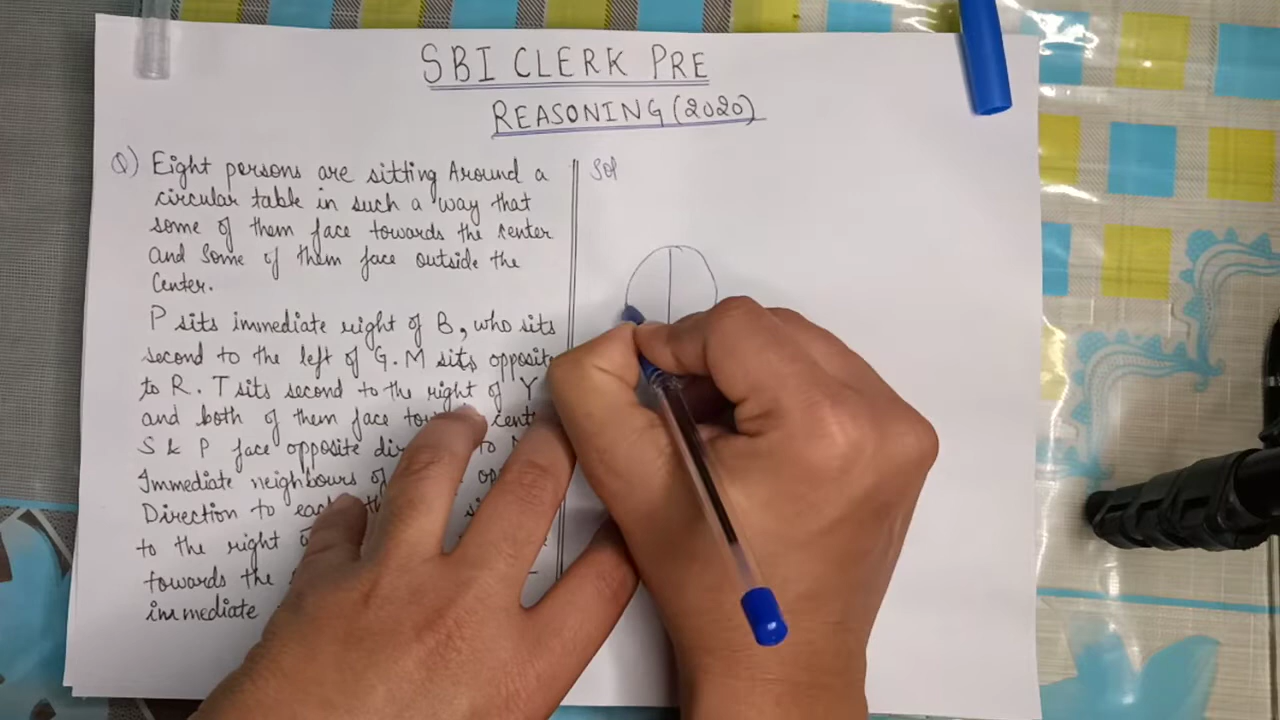 SBI CLERK PRE
REASONING (2020)
Q) Eight persons are sitting Around a
circular table in such a way that
some of them face towards the center
and Some of them face outside the
Center.
P sits immediate right of B, who sits
second to the left of G. M sits opposite
to R. T sits second to the right of Y
and both of them face
S & P face opposite to
Immediate neighbours of
Direction to
to the right
towards the
immediate
Sol